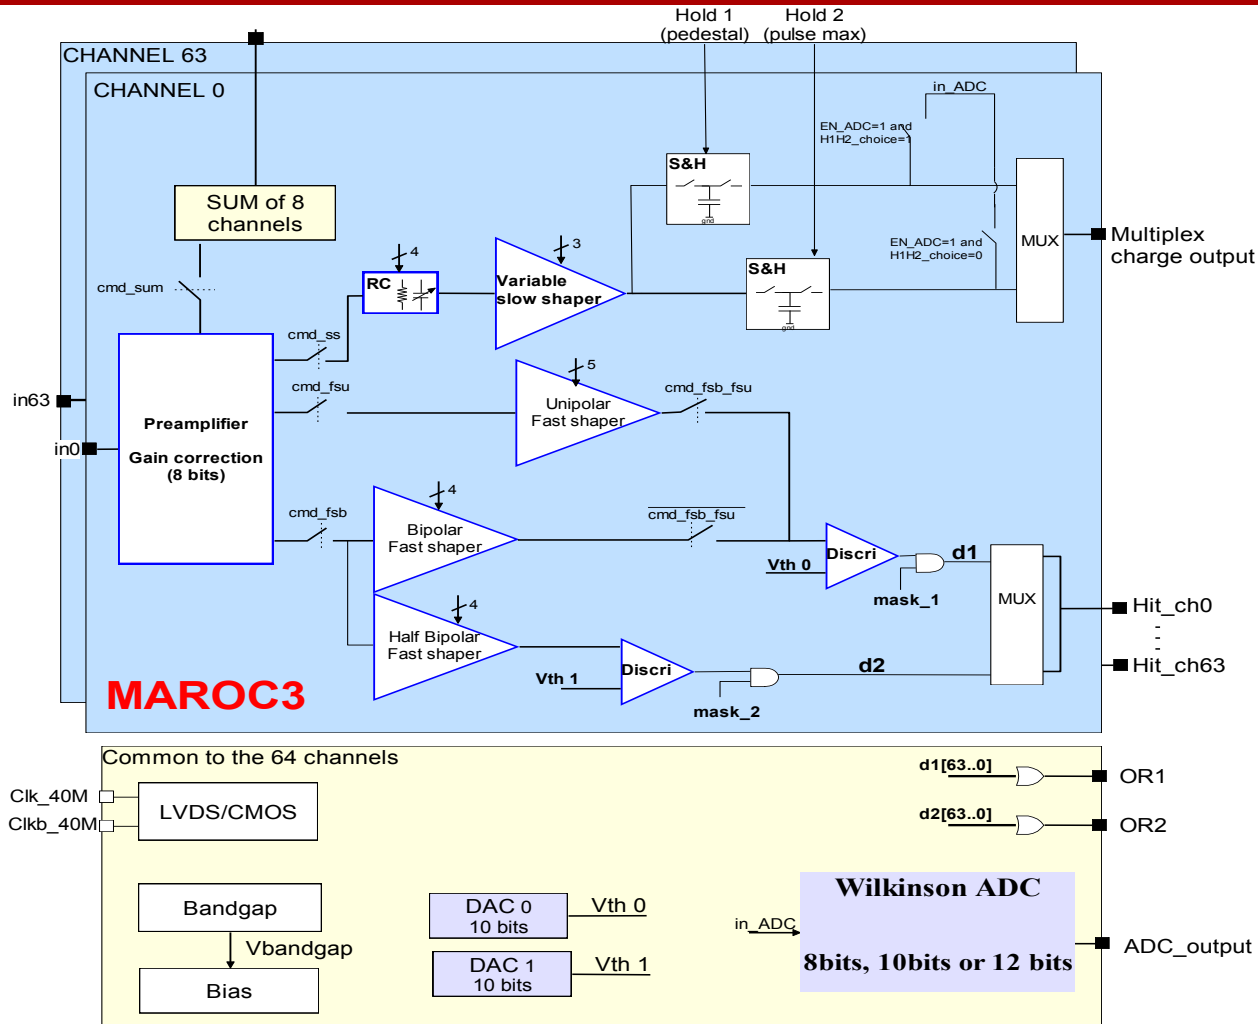 Hold 1
(pedestal)
Hold 2
(pulse max)
CHANNEL 63
CHANNEL 0
in_ADC
EN_ADC=1 and
H1H2_choice=1
S&H
gnd
SUM of 8
channels
MUX
Multiplex
charge output
EN_ADC=1 and
H1H2_choice=0
4
3
S&H
gnd
RC
Variable
slow shaper
cmd_sum
cmd_ss
5
cmd_fsu
cmd_fsb_fsu
in63
Unipolar
Fast shaper
Preamplifier
in0
Gain correction
(8 bits)
4
cmd_fsb
cmd_fsb_fsu
Bipolar
Fast shaper
Discri
d1
Vth 0
mask_1
MUX
4
Hit_ch0
Half Bipolar
Fast shaper
Discri
d2
Hit_ch63
Vth 1
mask_2
MAROC3
Common to the 64 channels
d1[63..0]
OR1
Clk_40M
LVDS/CMOS
Clkb_40M
d2[63..0]
OR2
Wilkinson ADC
Bandgap
DAC 0
10 bits
Vth 0
in_ADC
Vbandgap
ADC_output
DAC 1
10 bits
Vth 1
8bits, 10bits or 12 bits
Bias